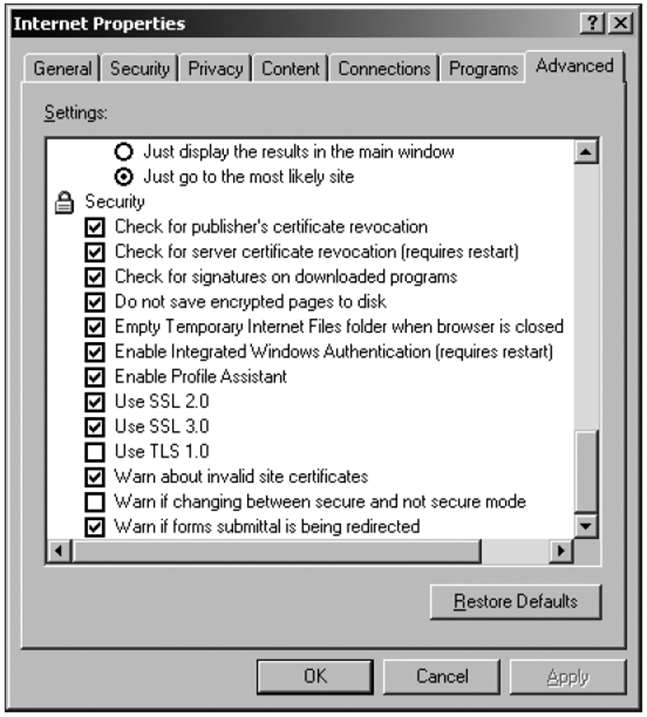 Internet Properties
General Security Privacy Content Connections Programs Advanced
Settings:
Just display the results in the main window
Just go to the most likely site
Security
Check for publisher's certificate revocation
Check for server certificate revocation (requires restart)
Check for signatures on downloaded programs
Do not save encrypted pages to disk
Empty Temporary Internet Files folder when browser is closed
Enable Integrated Windows Authentication (requires restart)
Enable Profile Assistant
Use SSL 2.0
Use SSL 3.0
Use TLS 1.0
Warn about invalid site certificates
Warn if changing between secure and not secure mode
Warn if forms submittal is being redirected
Restore Defaults
OK Cancel Apply